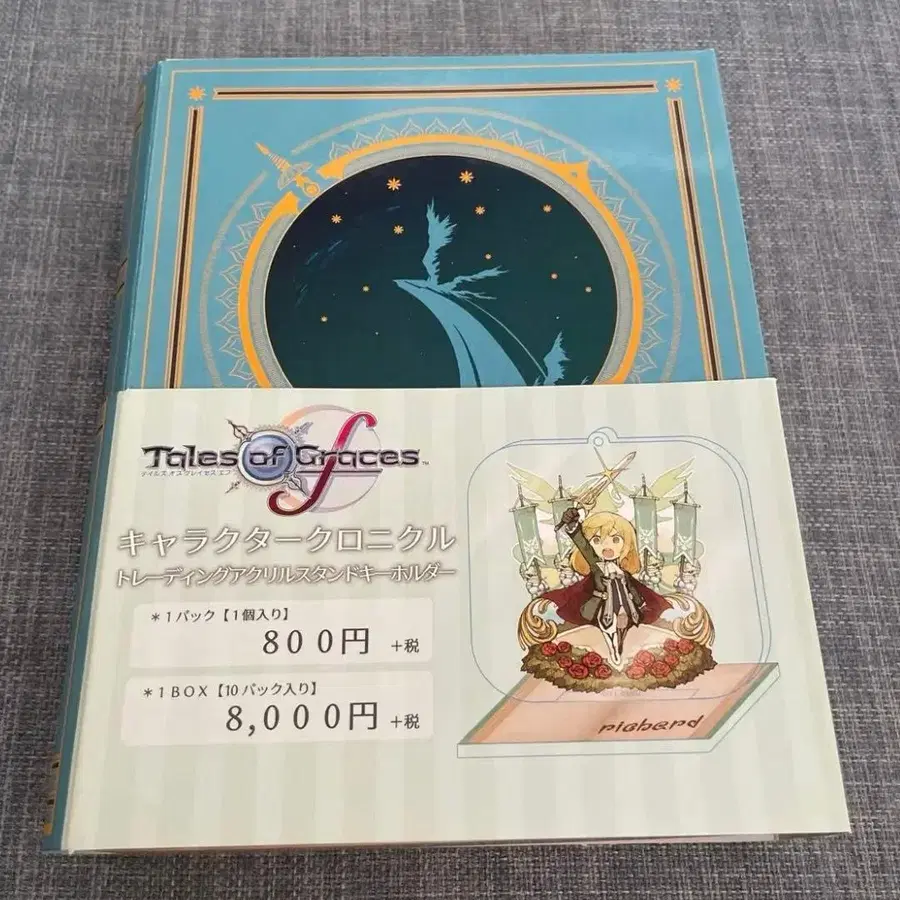 Tales of Graces f™
テイルズ オブ グレイセス エフ
キャラクタークロニクル
トレーディングアクリルスタンドキーホルダー
*1パック【1個入り】
800円 +税
*1BOX【10パック入り】
8,000円 +税
richard